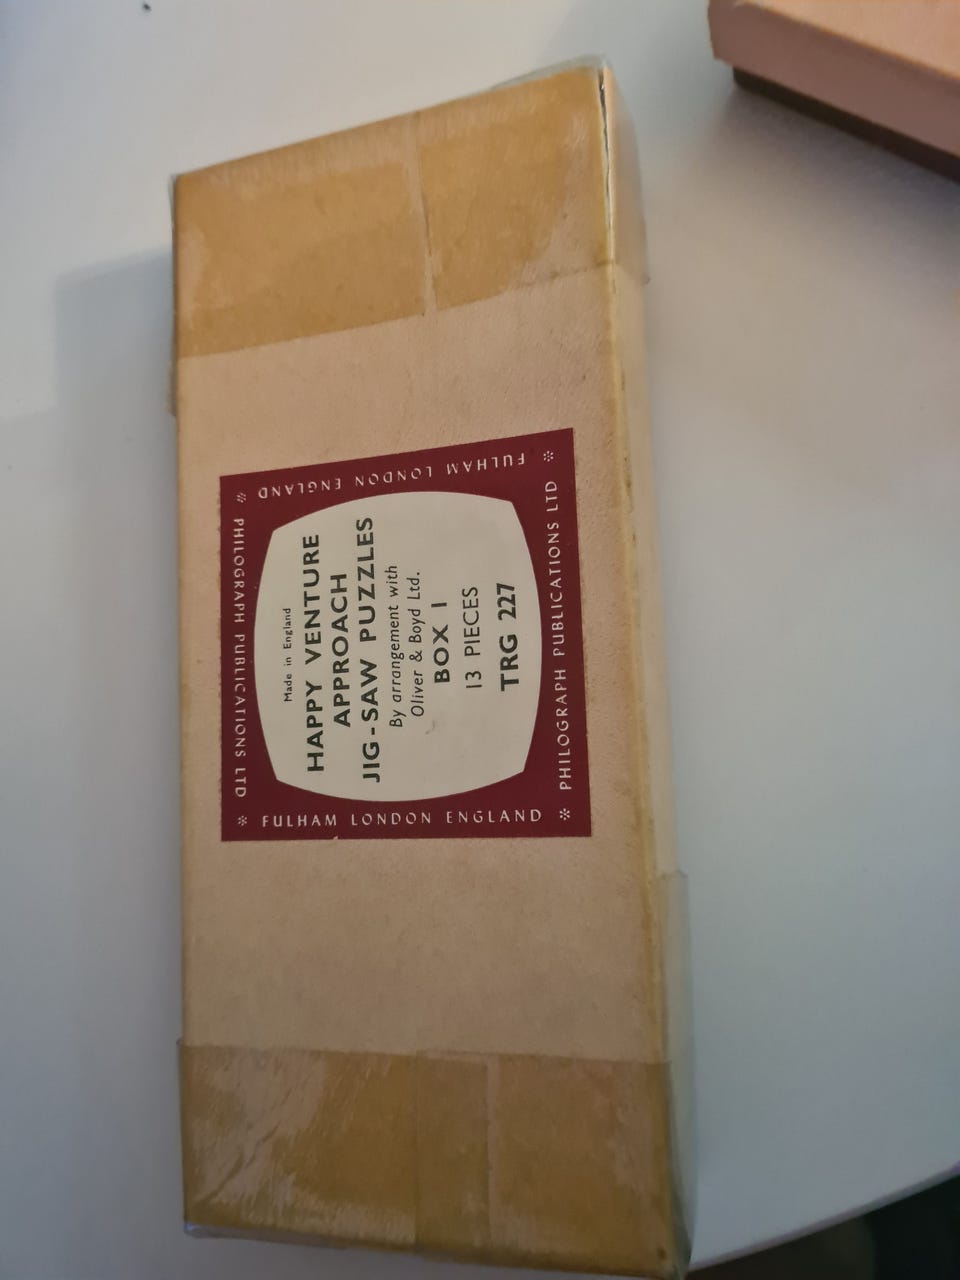 Made in England
HAPPY VENTURE
APPROACH
JIG-SAW PUZZLES
By arrangement with
Oliver & Boyd Ltd.
BOX 1
13 PIECES
TRG 227
PHILOGRAPH PUBLICATIONS LTD
FULHAM LONDON ENGLAND
PHILOGRAPH PUBLICATIONS LTD
FULHAM LONDON ENGLAND